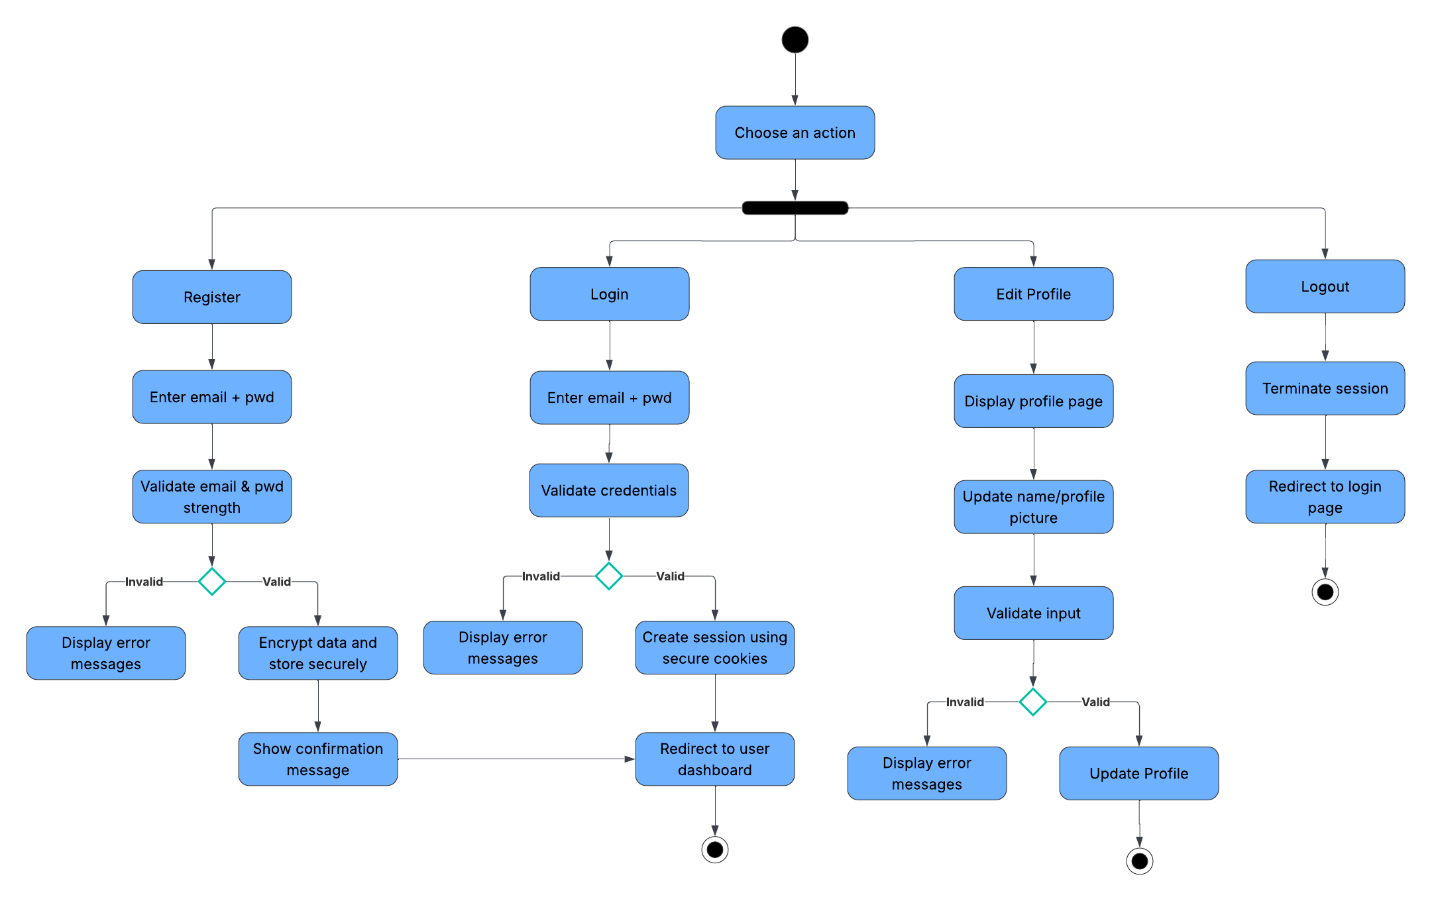 Choose an action
Register
Login
Edit Profile
Logout
Enter email + pwd
Enter email + pwd
Display profile page
Terminate session
Validate email & pwd
strength
Validate credentials
Update name/profile
picture
Redirect to login
page
Invalid
Valid
Invalid
Valid
Validate input
Display error
messages
Encrypt data and
store securely
Display error
messages
Create session using
secure cookies
Invalid
Valid
Show confirmation
message
Redirect to user
dashboard
Display error
messages
Update Profile